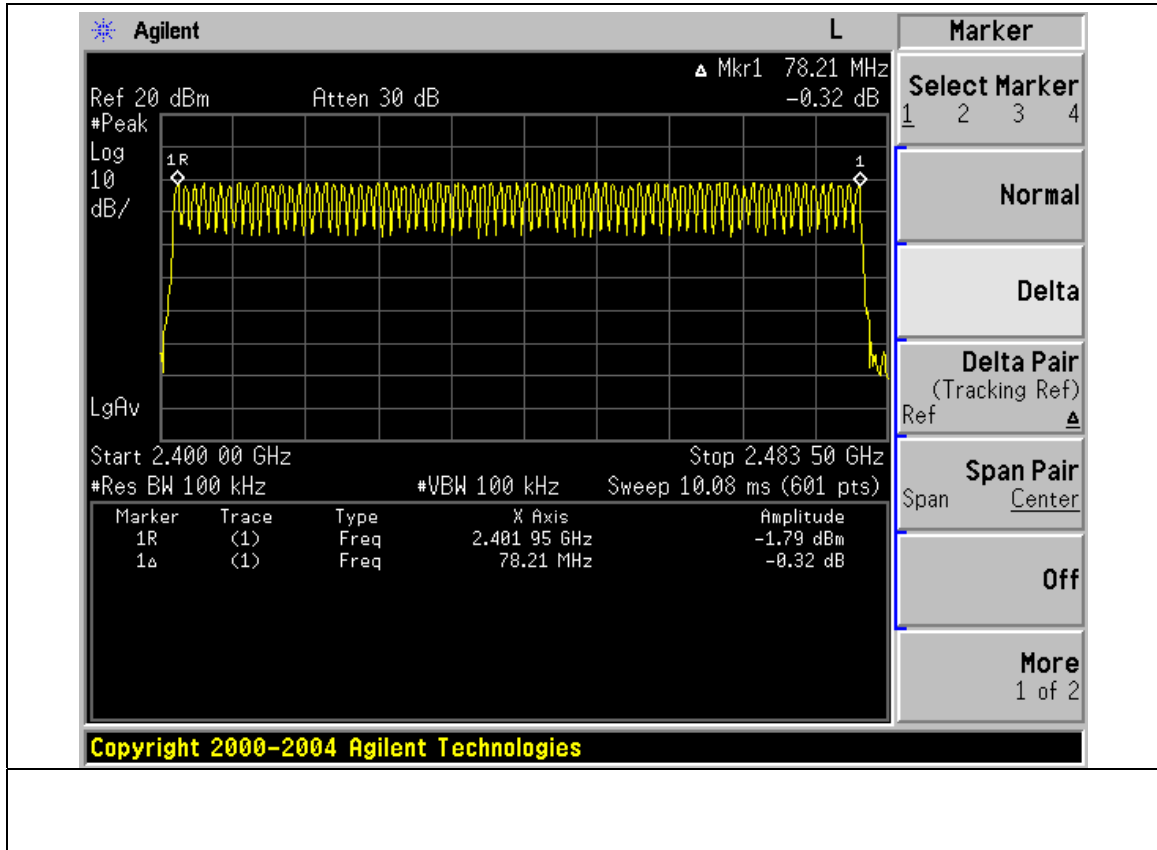 Agilent L Marker
Δ Mkr1 78.21 MHz
Ref 20 dBm Atten 30 dB -0.32 dB
#Peak
Log
10
dB/
1R
1
LgAv
Start 2.400 00 GHz Stop 2.483 50 GHz
#Res BW 100 kHz #VBW 100 kHz Sweep 10.08 ms (601 pts)
Marker Trace Type X Axis Amplitude
1R (1) Freq 2.401 95 GHz -1.79 dBm
1Δ (1) Freq 78.21 MHz -0.32 dB
Select Marker
1 2 3 4
Normal
Delta
Delta Pair
(Tracking Ref)
Ref Δ
Span Pair
Span Center
Off
More
1 of 2
Copyright 2000-2004 Agilent Technologies